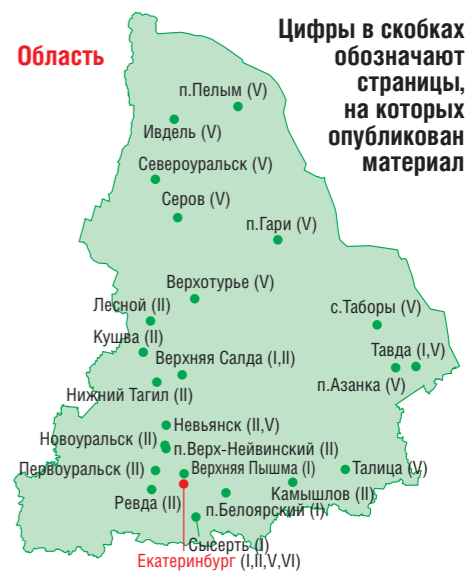 Область
Цифры в скобках
обозначают
страницы,
на которых
опубликован
материал
п.Пелым (V)
Ивдель (V)
Североуральск (V)
Серов (V)
п.Гари (V)
Верхотурье (V)
Лесной (II)
с.Таборы (V)
Кушва (II)
Тавда (I,V)
Верхняя Салда (I,II)
п.Азанка (V)
Нижний Тагил (II)
Невьянск (II,V)
Новоуральск (II)
п.Верх-Нейвинский (II)
Первоуральск (II)
Верхняя Пышма (I)
Талица (V)
Камышлов (II)
Ревда (II)
п.Белоярский (I)
Сысерть (I)
Екатеринбург (I,II,V,VI)